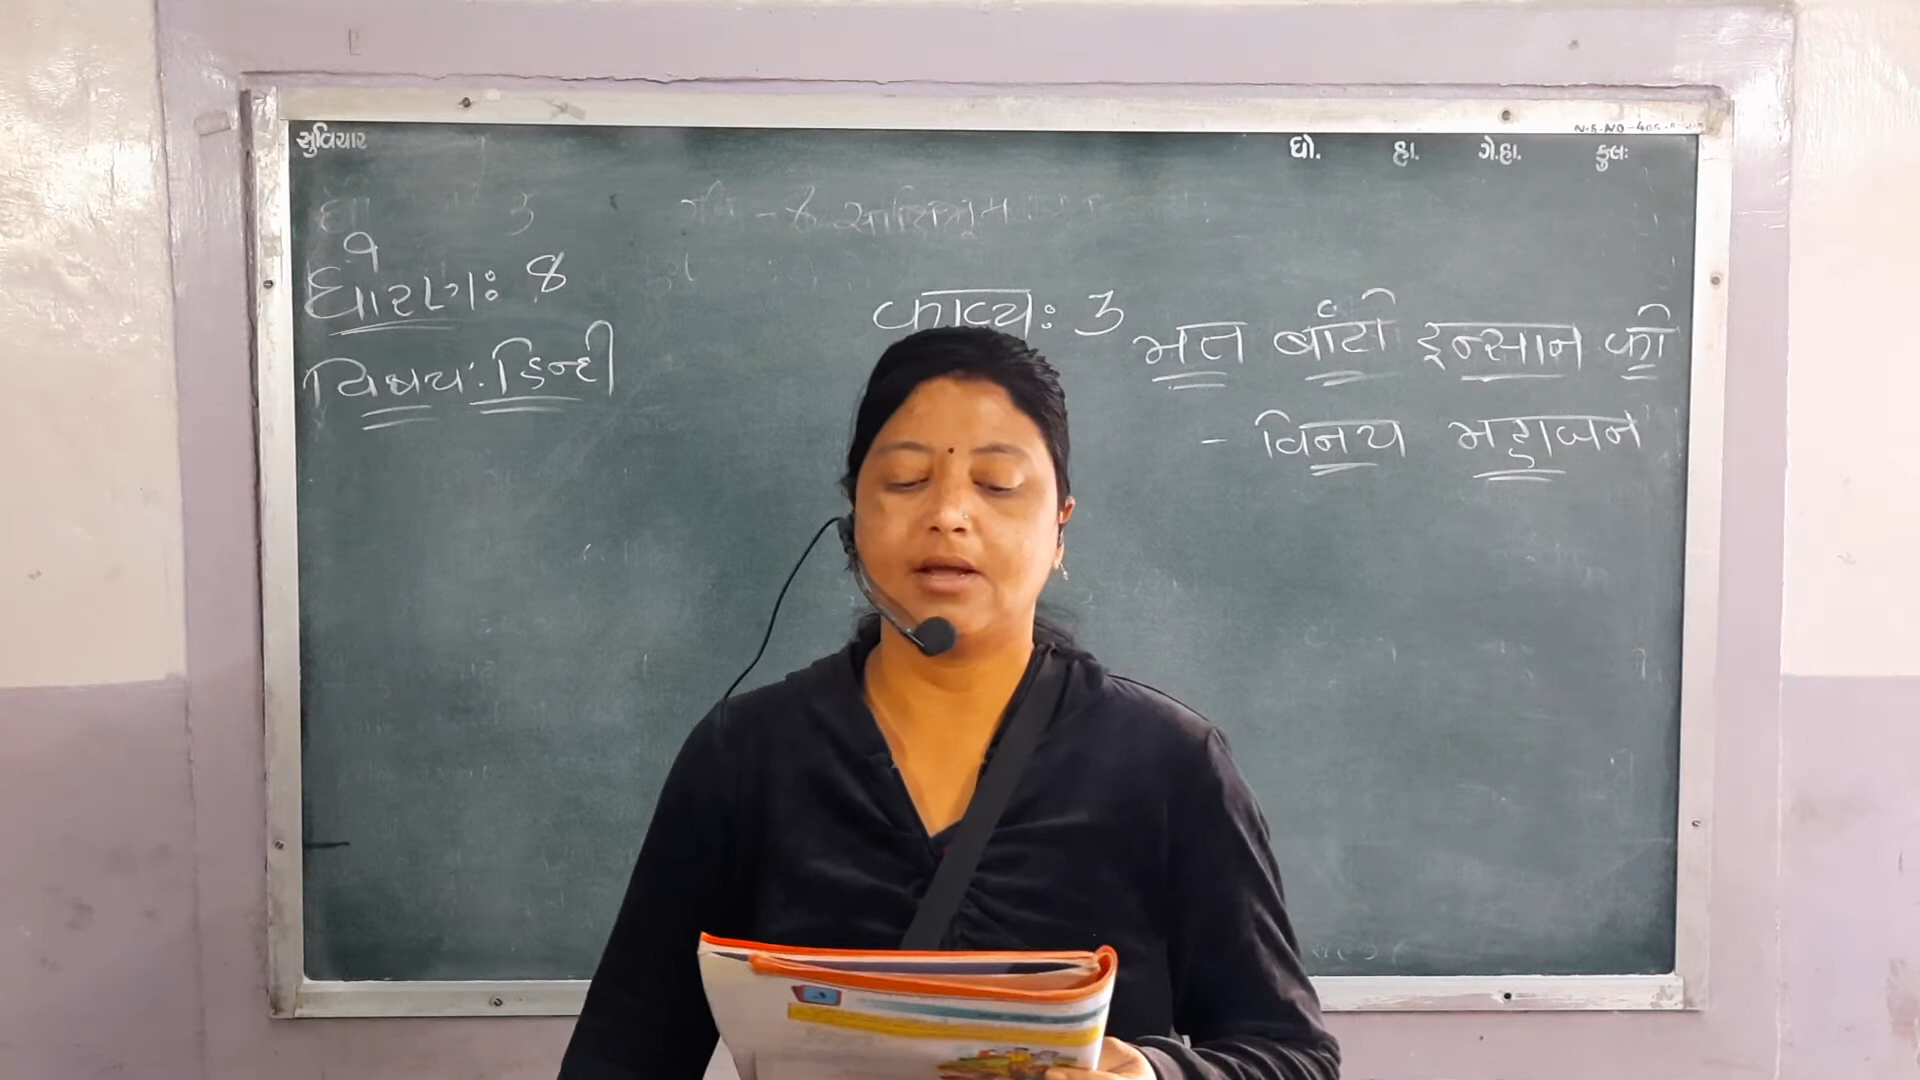 સુવિચાર
ઘો. હા. ગે.હા. કુલઃ
ધોરણઃ 8
વિષયઃ હિન્દી
काव्यः 3
मत बाँटो इन्सान को
- विनय महाजन